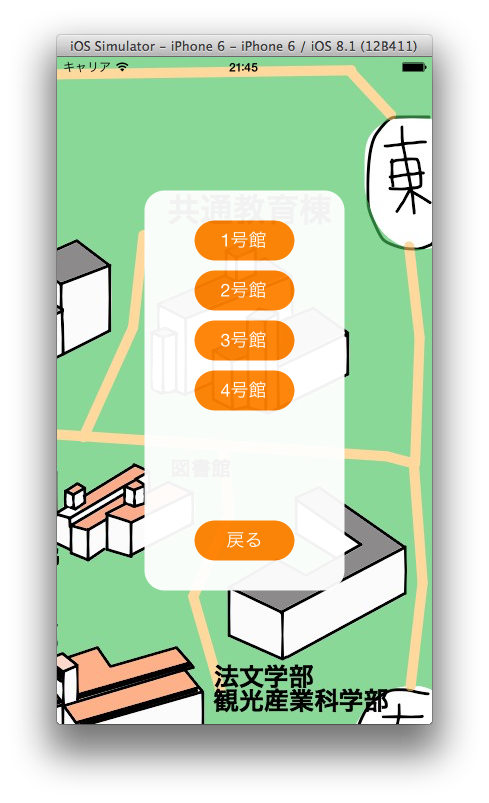 iOS Simulator - iPhone 6 - iPhone 6 / iOS 8.1 (12B411)
キャリア 21:45
東
共通教育棟
1号館
2号館
3号館
4号館
図書館
戻る
法文学部
観光産業科学部